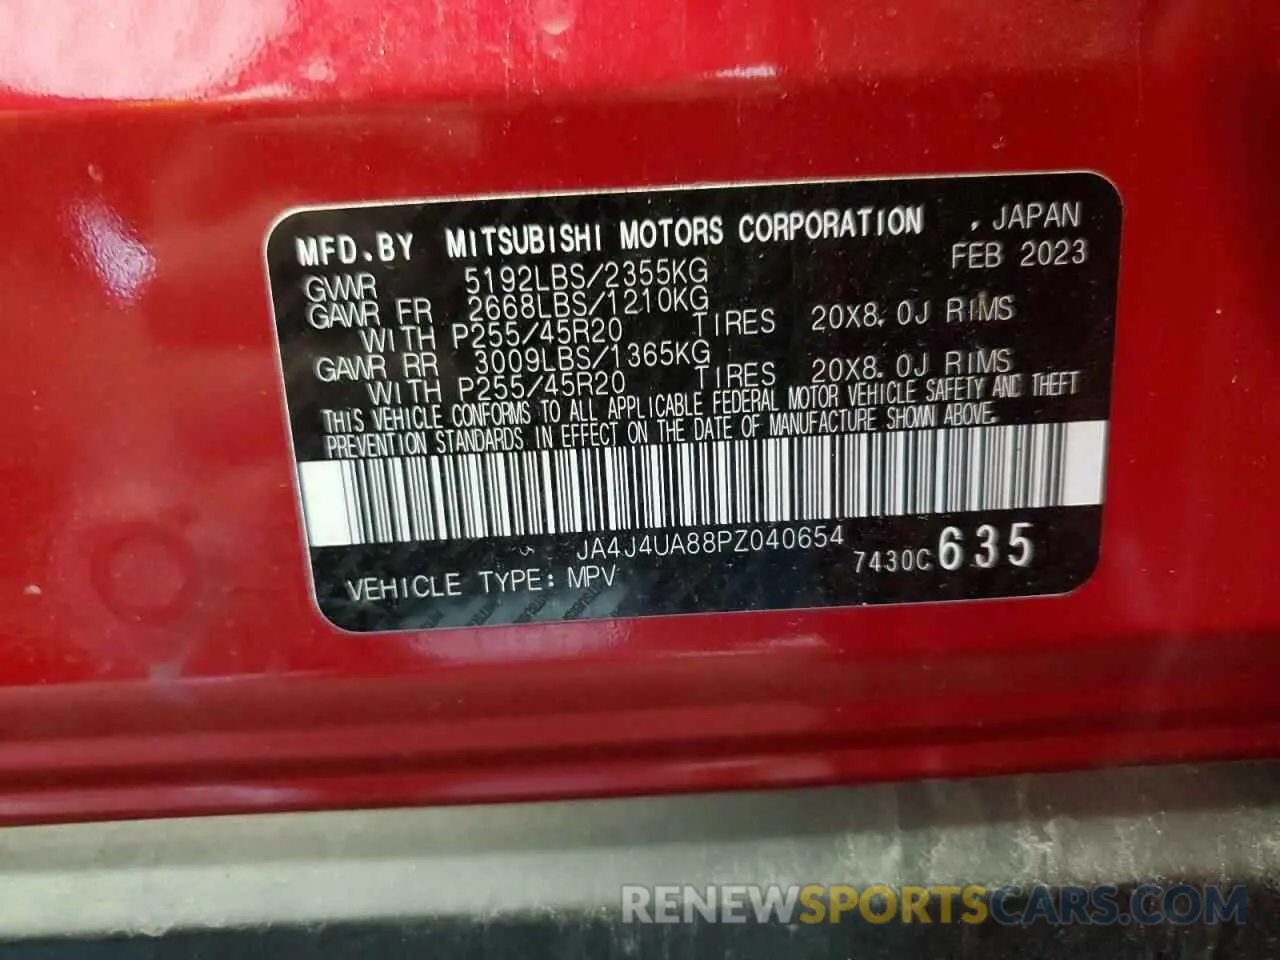 MFD.BY MITSUBISHI MOTORS CORPORATION , JAPAN
GVWR 5192LBS/2355KG FEB 2023
GAWR FR 2668LBS/1210KG
WITH P255/45R20 TIRES 20X8.0J RIMS
GAWR RR 3009LBS/1365KG
WITH P255/45R20 TIRES 20X8.0J RIMS
THIS VEHICLE CONFORMS TO ALL APPLICABLE FEDERAL MOTOR VEHICLE SAFETY AND THEFT
PREVENTION STANDARDS IN EFFECT ON THE DATE OF MANUFACTURE SHOWN ABOVE.
JA4J4UA88PZ040654
7430C 635
VEHICLE TYPE: MPV
RENEWSPORTSCARS.COM